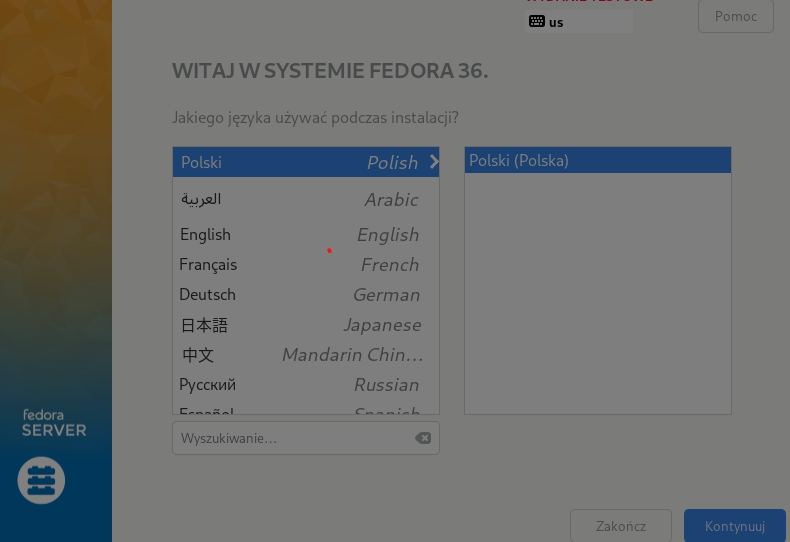 us
Pomoc
WITAJ W SYSTEMIE FEDORA 36.
Jakiego języka używać podczas instalacji?
Polski Polish
Polski (Polska)
العربية Arabic
English English
Français French
Deutsch German
日本語 Japanese
中文 Mandarin Chin...
Русский Russian
Español Spanish
Wyszukiwanie...
fedora
SERVER
Zakończ
Kontynuuj